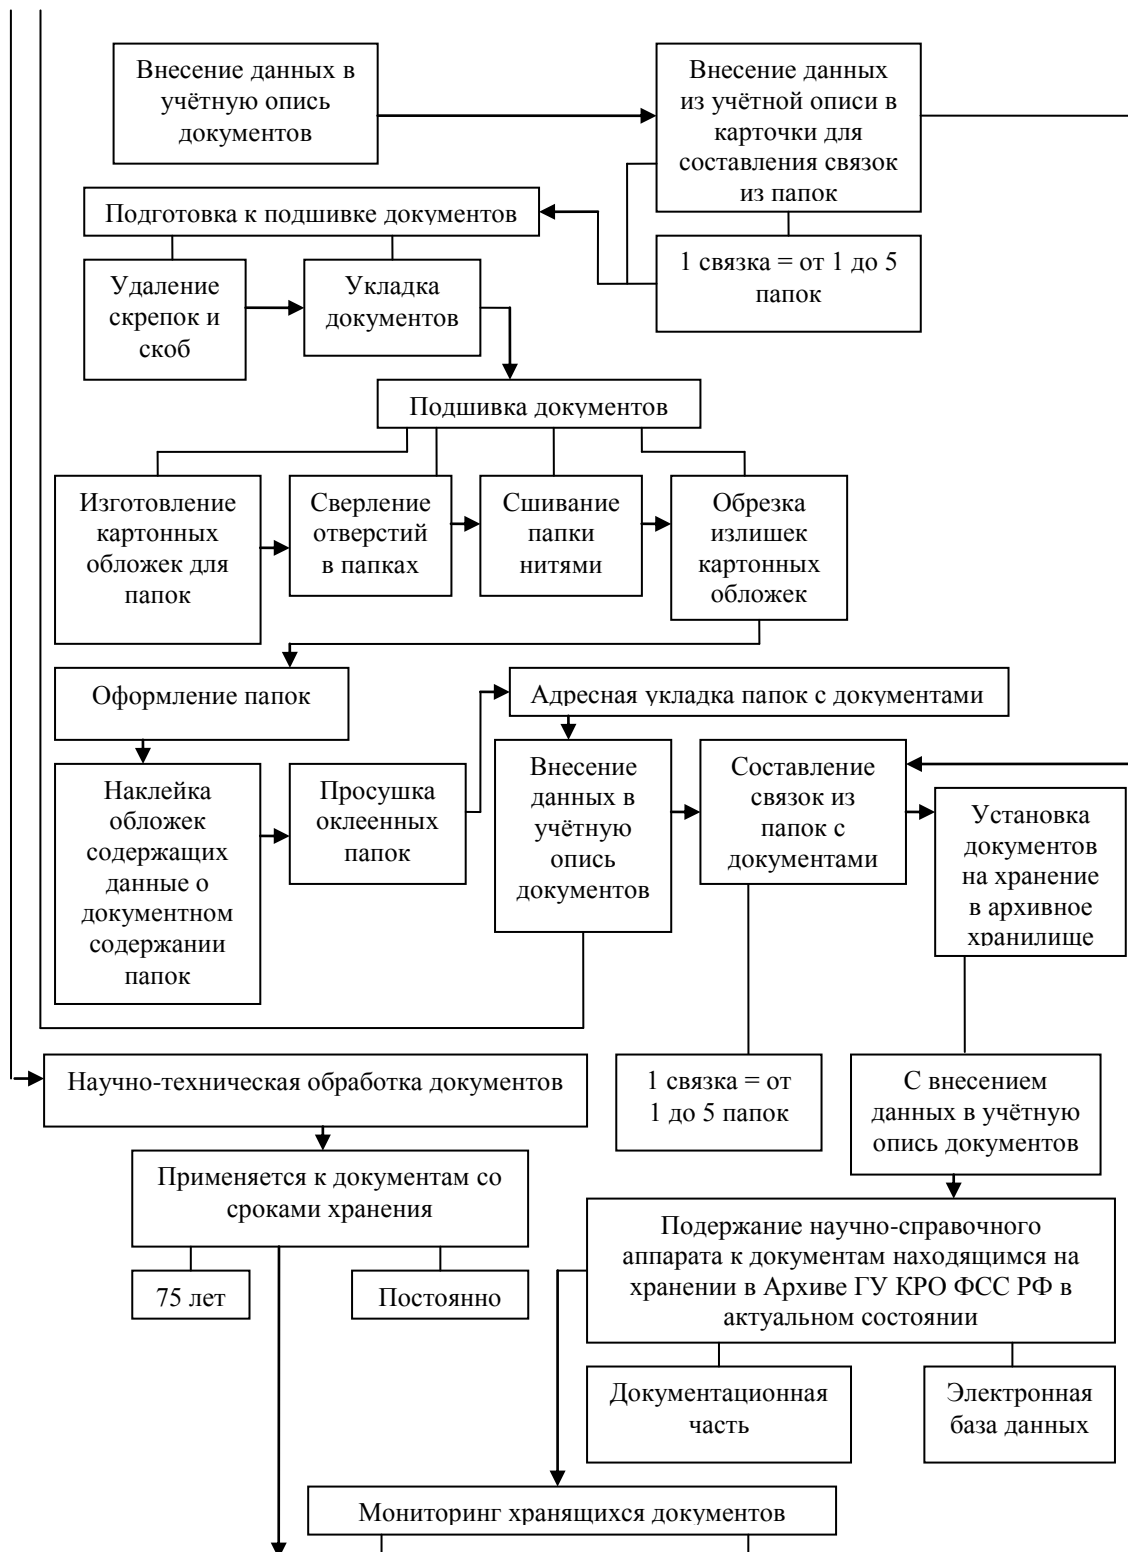 Внесение данных в
учётную опись
документов
Внесение данных
из учётной описи в
карточки для
составления связок
из папок
Подготовка к подшивке документов
1 связка = от 1 до 5
папок
Удаление
скрепок и
скоб
Укладка
документов
Подшивка документов
Изготовление
картонных
обложек для
папок
Сверление
отверстий
в папках
Сшивание
папки
нитями
Обрезка
излишек
картонных
обложек
Оформление папок
Адресная укладка папок с документами
Наклейка
обложек
содержащих
данные о
документном
содержании
папок
Просушка
оклеенных
папок
Внесение
данных в
учётную
опись
документов
Составление
связок из
папок с
документами
Установка
документов
на хранение
в архивное
хранилище
Научно-техническая обработка документов
1 связка = от
1 до 5 папок
С внесением
данных в учётную
опись документов
Применяется к документам со
сроками хранения
75 лет
Постоянно
Подержание научно-справочного
аппарата к документам находящимся на
хранении в Архиве ГУ КРО ФСС РФ в
актуальном состоянии
Документационная
часть
Электронная
база данных
Мониторинг хранящихся документов